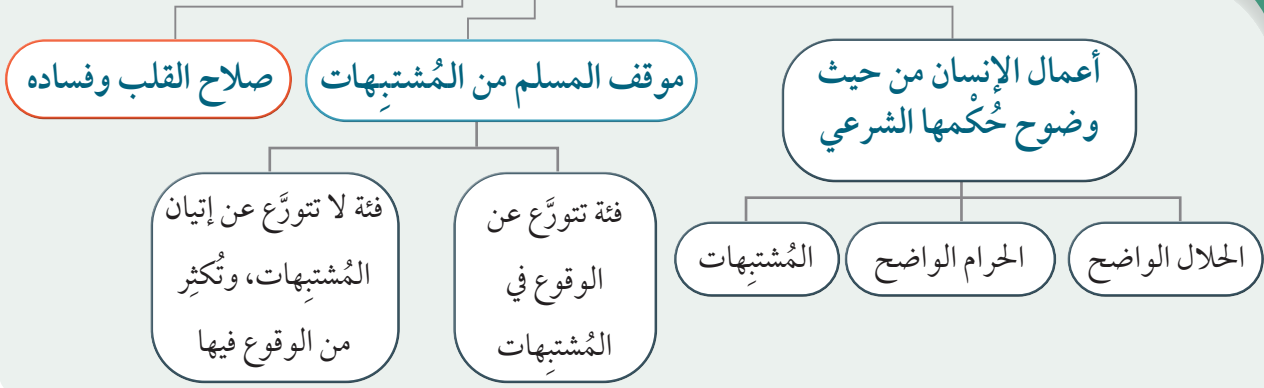 أعمال الإنسان من حيث
وضوح حُكْمها الشرعي
موقف المسلم من المُشتبِهات
صلاح القلب وفساده
الحلال الواضح
الحرام الواضح
المُشتبِهات
فئة تتورَّع عن
الوقوع في
المُشتبِهات
فئة لا تتورَّع عن إتيان
المُشتبِهات، وتُكثِر
من الوقوع فيها